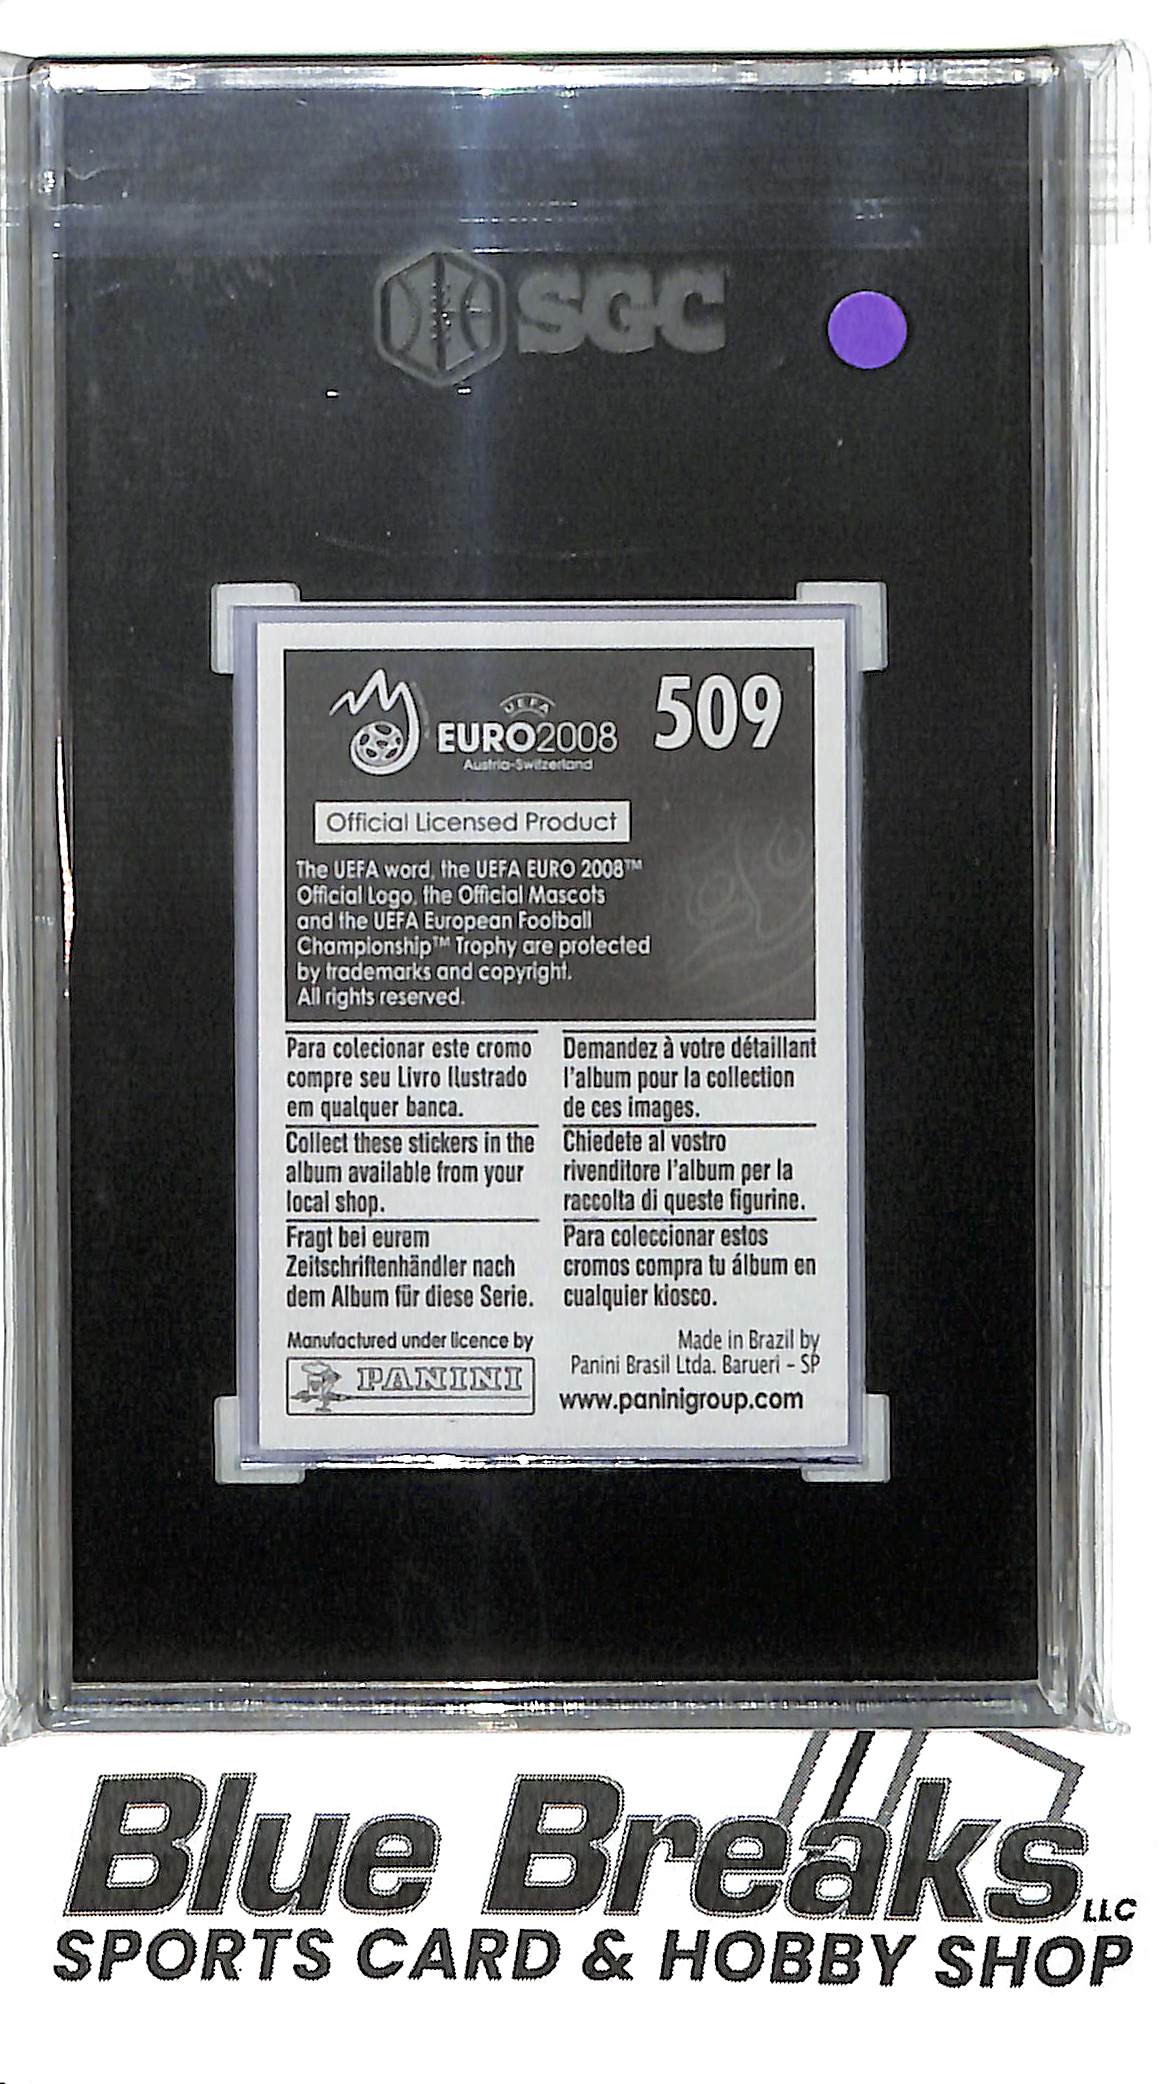 SGC
UEFA
EURO2008
Austria-Switzerland
509
Official Licensed Product
The UEFA word, the UEFA EURO 2008™
Official Logo, the Official Mascots
and the UEFA European Football
Championship™ Trophy are protected
by trademarks and copyright.
All rights reserved.
Para colecionar este cromo
compre seu Livro Ilustrado
em qualquer banca.
Demandez à votre détaillant
l'album pour la collection
de ces images.
Collect these stickers in the
album available from your
local shop.
Chiedete al vostro
rivenditore l'album per la
raccolta di queste figurine.
Fragt bei eurem
Zeitschriftenhändler nach
dem Album für diese Serie.
Para coleccionar estos
cromos compra tu álbum en
cualquier kiosco.
Manufactured under licence by
PANINI
Made in Brazil by
Panini Brasil Ltda. Barueri - SP
www.paninigroup.com
Blue Breaks LLC
SPORTS CARD & HOBBY SHOP